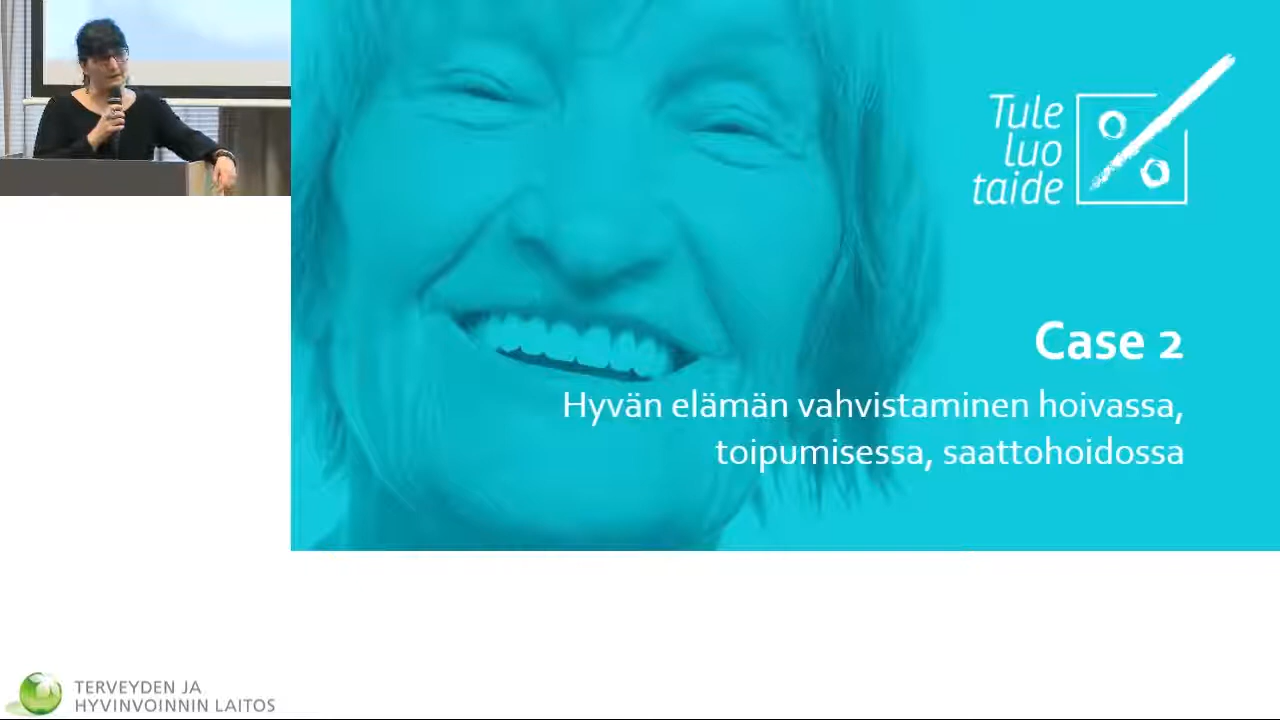 Tule
luo
taide
%
Case 2
Hyvän elämän vahvistaminen hoivassa,
toipumisessa, saattohoidossa
TERVEYDEN JA
HYVINVOINNIN LAITOS